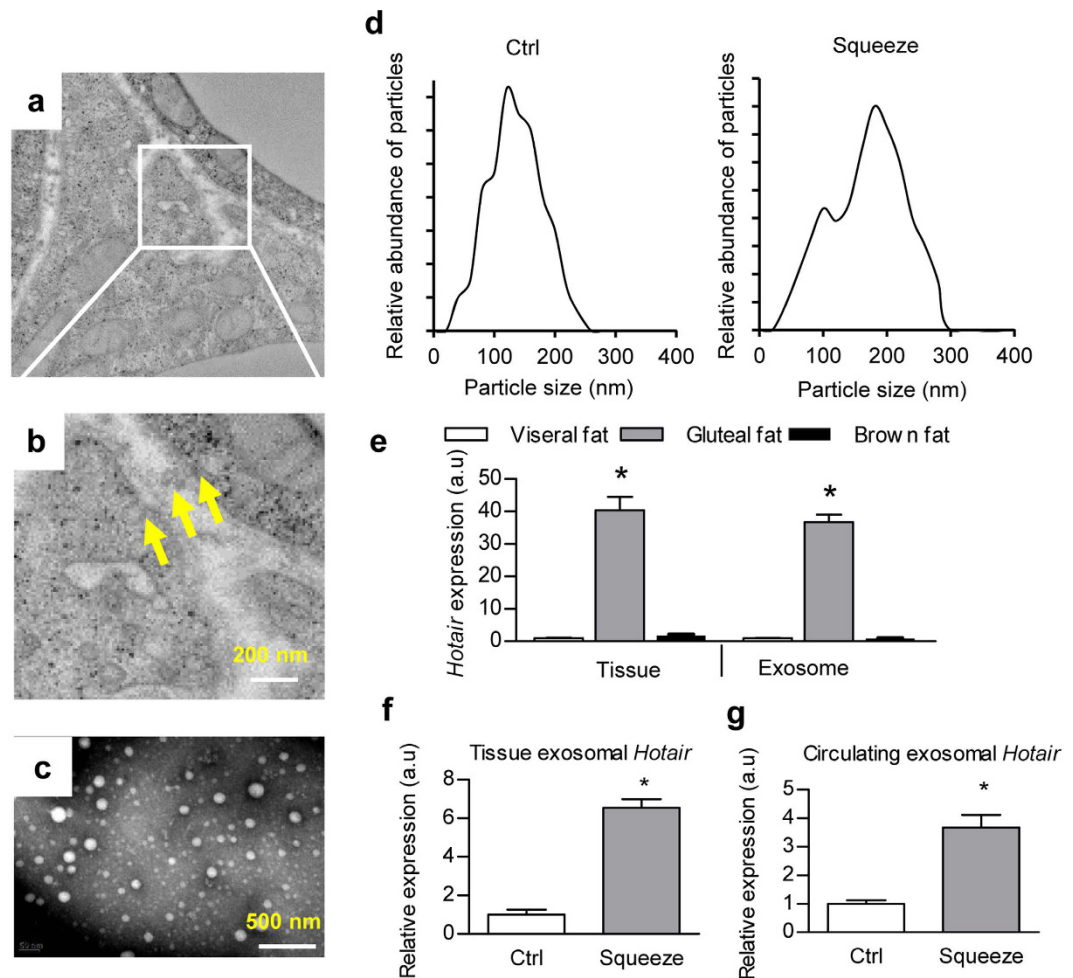 a
b
200 nm
c
500 nm
50 nm
d
Ctrl
Relative abundance of particles
0 100 200 300 400
Particle size (nm)
Squeeze
Relative abundance of particles
0 100 200 300 400
Particle size (nm)
e
Viseral fat Gluteal fat Brown fat
Hotair expression (a.u)
50
40
30
20
10
0
* *
Tissue Exosome
f
Tissue exosomal Hotair
Relative expression (a.u)
8
6
4
2
0
*
Ctrl Squeeze
g
Circulating exosomal Hotair
Relative expression (a.u)
5
4
3
2
1
0
*
Ctrl Squeeze